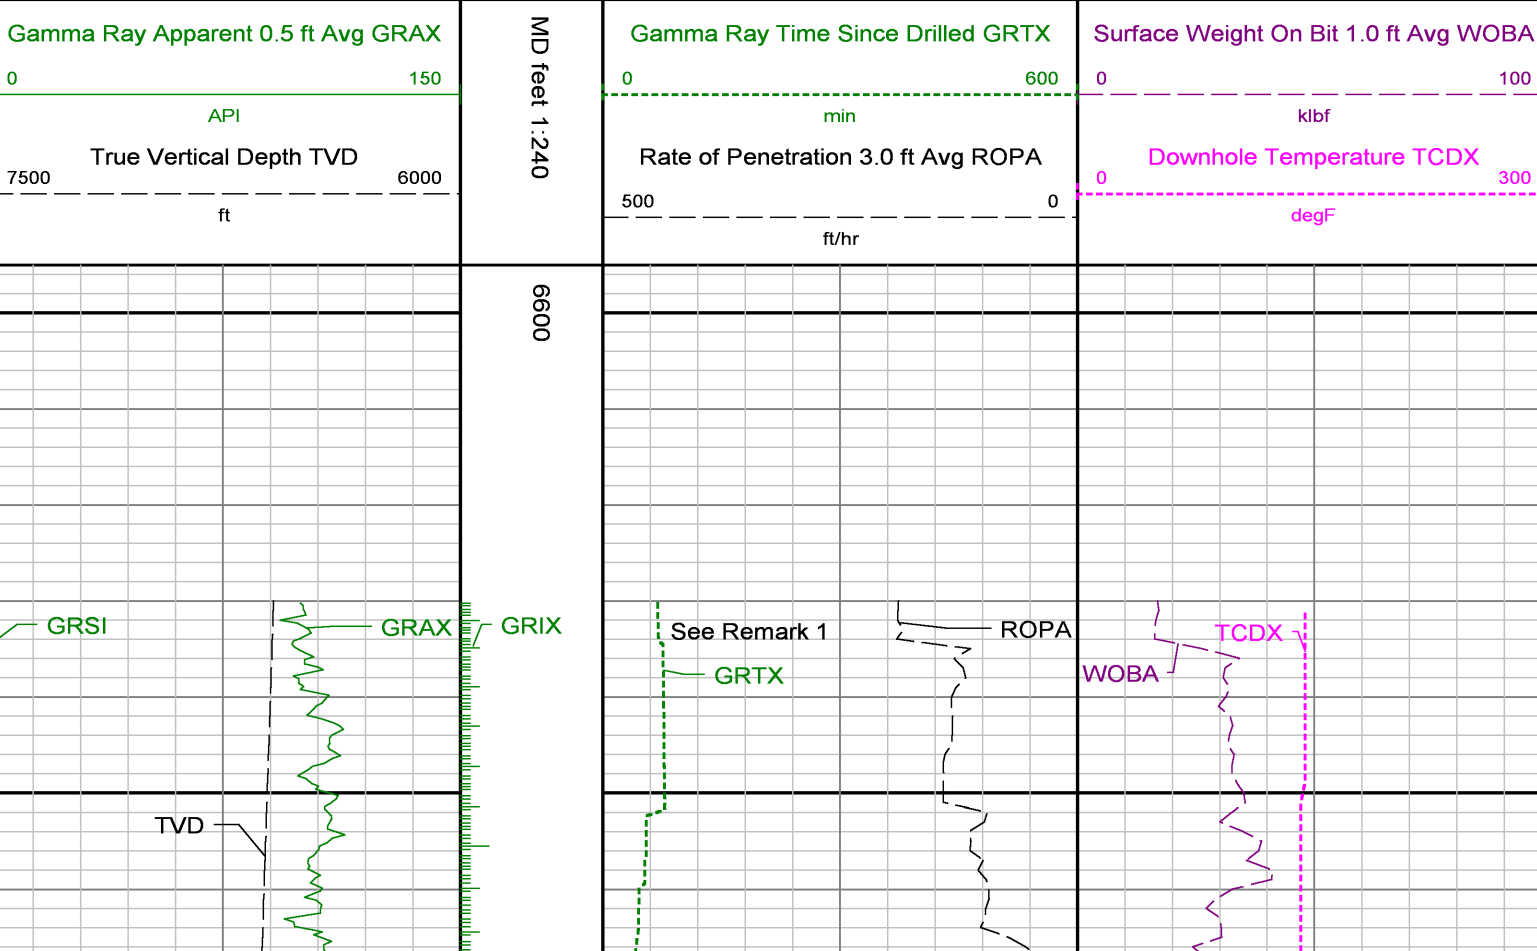 Gamma Ray Apparent 0.5 ft Avg GRAX
0 150
API
True Vertical Depth TVD
7500 6000
ft
MD feet 1:240
Gamma Ray Time Since Drilled GRTX
0 600
min
Rate of Penetration 3.0 ft Avg ROPA
500 0
ft/hr
Surface Weight On Bit 1.0 ft Avg WOBA
0 100
klbf
Downhole Temperature TCDX
0 300
degF
6600
GRSI
GRAX
GRIX
See Remark 1
ROPA
TCDX
GRTX
WOBA
TVD